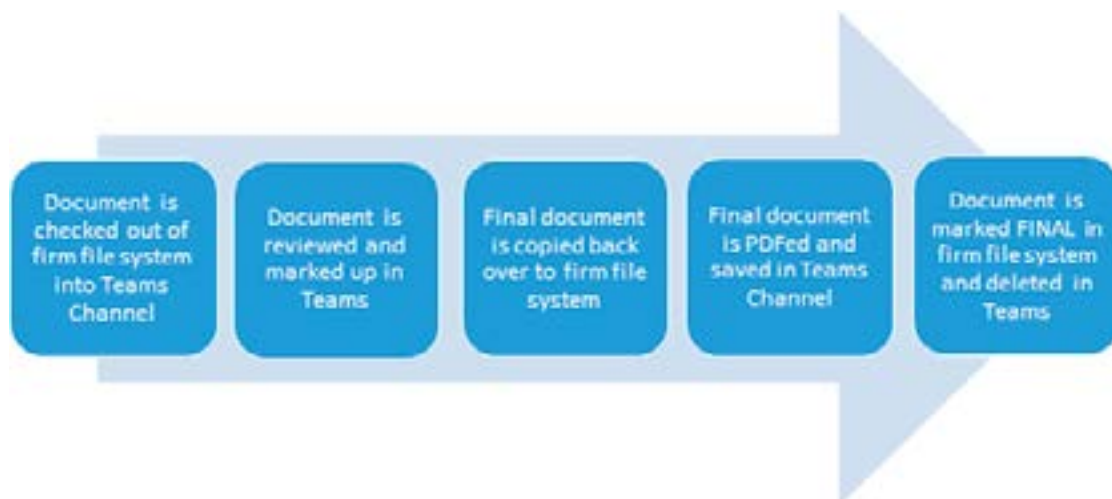 Document is
checked out of
firm file system
into Teams
Channel
Document is
reviewed and
marked up in
Teams
Final document
is copied back
over to firm file
system
Final document
is PDFed and
saved in Teams
Channel
Document is
marked FINAL in
firm file system
and deleted in
Teams